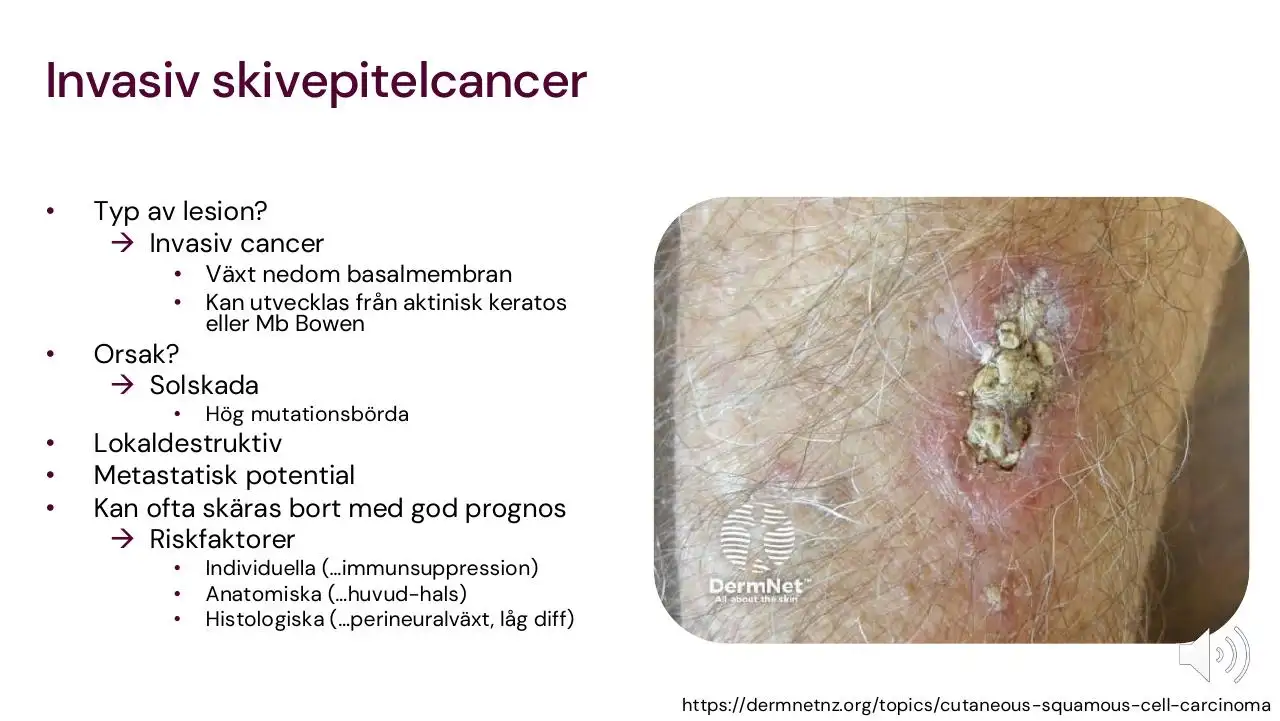 Invasiv skivepitelcancer
• Typ av lesion?
→ Invasiv cancer
• Växt nedom basalmembran
• Kan utvecklas från aktinisk keratos
eller Mb Bowen
• Orsak?
→ Solskada
• Hög mutationsbörda
• Lokaldestruktiv
• Metastatisk potential
• Kan ofta skäras bort med god prognos
→ Riskfaktorer
• Individuella (...immunsuppression)
• Anatomiska (...huvud-hals)
• Histologiska (...perineuralväxt, låg diff)
DermNet™
All about the skin
https://dermnetnz.org/topics/cutaneous-squamous-cell-carcinoma